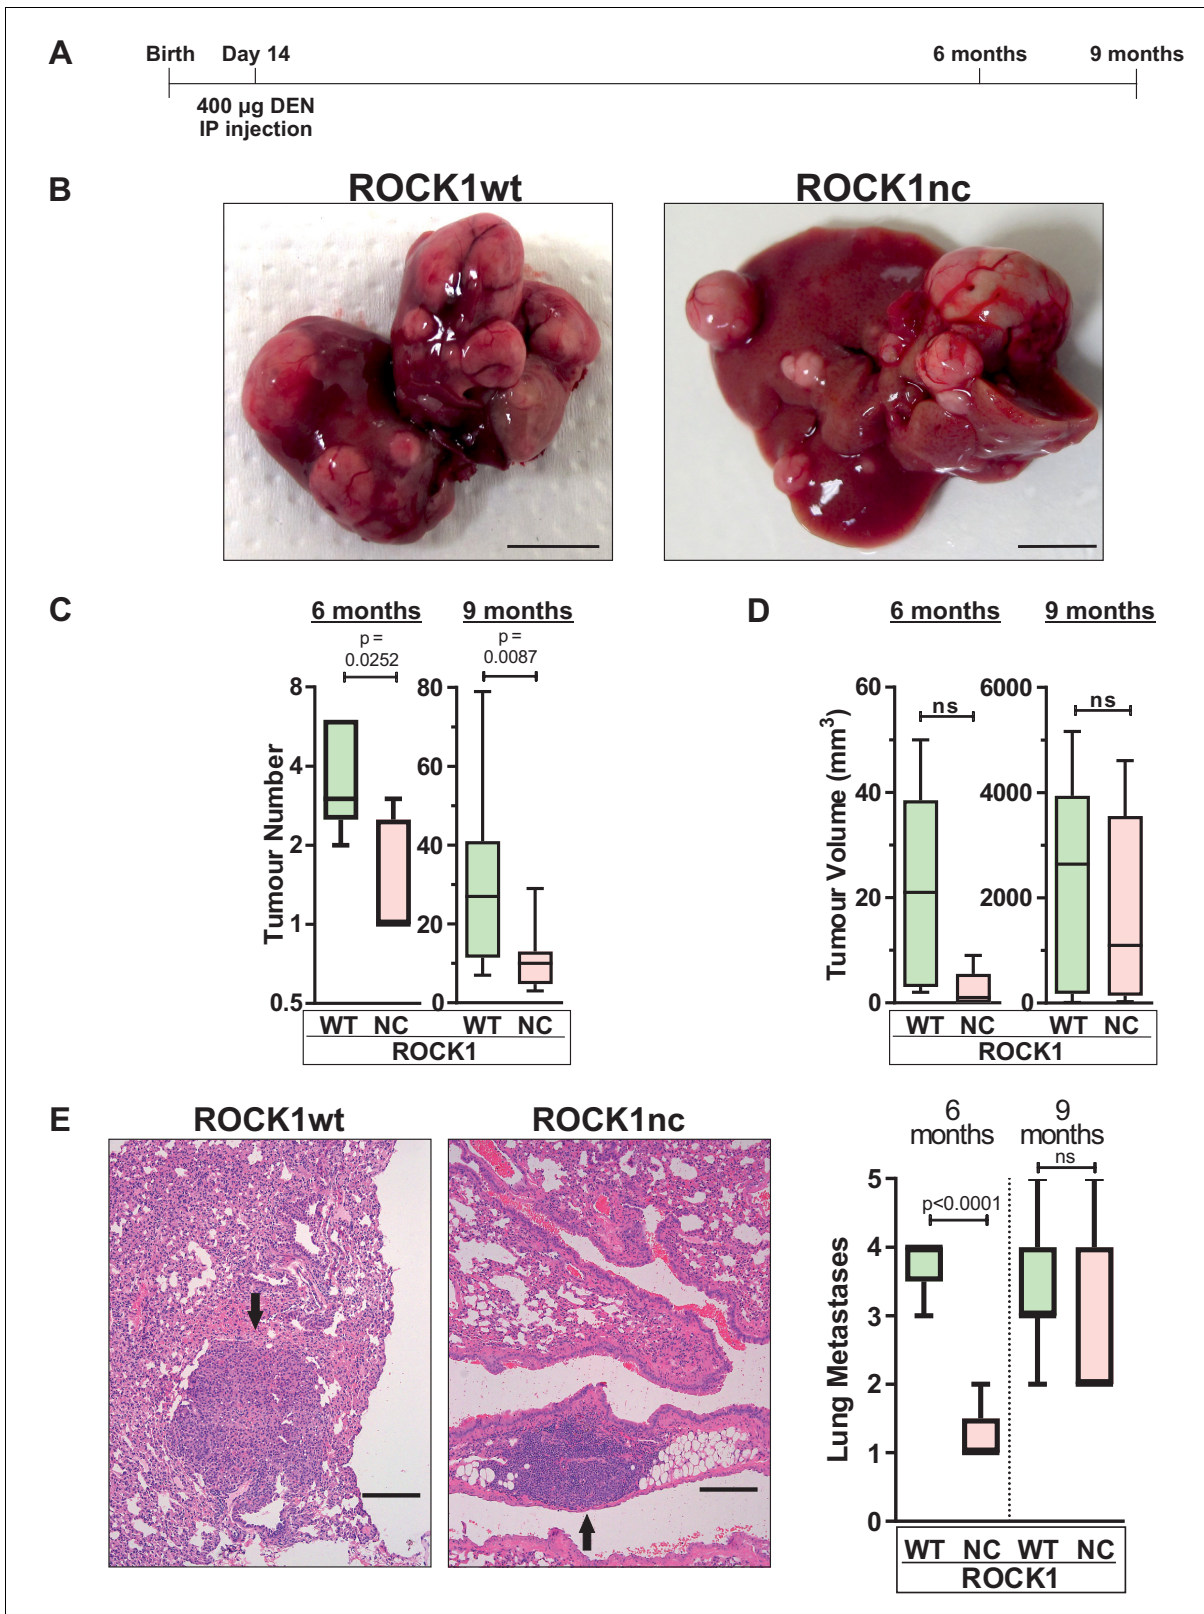 A
Birth Day 14 6 months 9 months
400 µg DEN
IP injection
B
ROCK1wt ROCK1nc
C
6 months 9 months
p =
0.0252
p =
0.0087
Tumour Number
8
4
2
1
0.5
80
60
40
20
0
WT NC WT NC
ROCK1
D
6 months 9 months
ns ns
Tumour Volume (mm³)
60
40
20
0
6000
4000
2000
0
WT NC WT NC
ROCK1
E
ROCK1wt ROCK1nc
6
months
9
months
p<0.0001
ns
Lung Metastases
5
4
3
2
1
0
WT NC WT NC
ROCK1